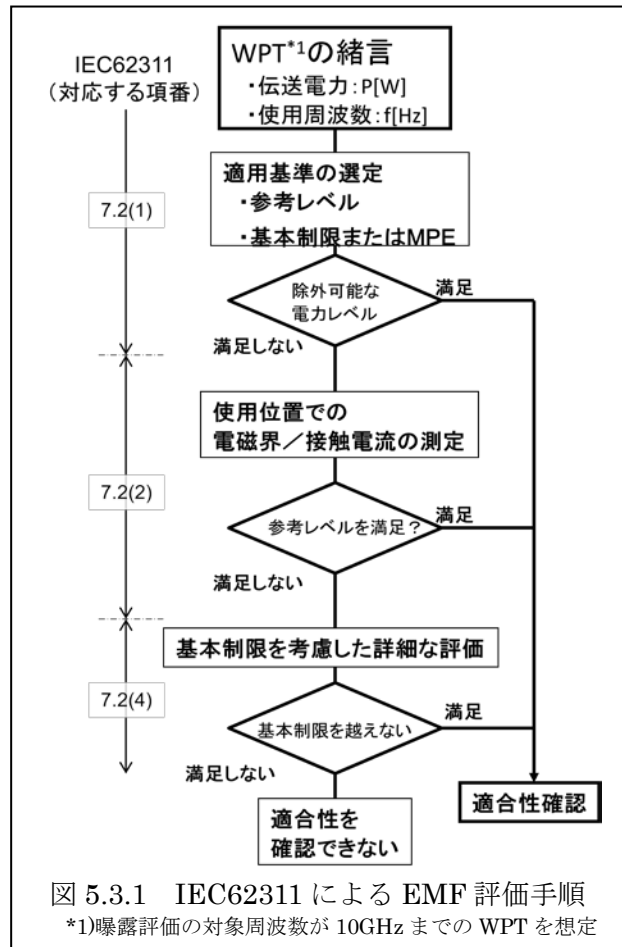 IEC62311
（対応する項番）
WPT*1の緒言
・伝送電力：P[W]
・使用周波数：f[Hz]
7.2(1)
適用基準の選定
・参考レベル
・基本制限またはMPE
除外可能な
電力レベル
満足
満足しない
使用位置での
電磁界／接触電流の測定
7.2(2)
参考レベルを満足？
満足
満足しない
基本制限を考慮した詳細な評価
7.2(4)
基本制限を越えない
満足
満足しない
適合性を
確認できない
適合性確認
図 5.3.1 IEC62311 による EMF 評価手順
*1)曝露評価の対象周波数が 10GHz までの WPT を想定